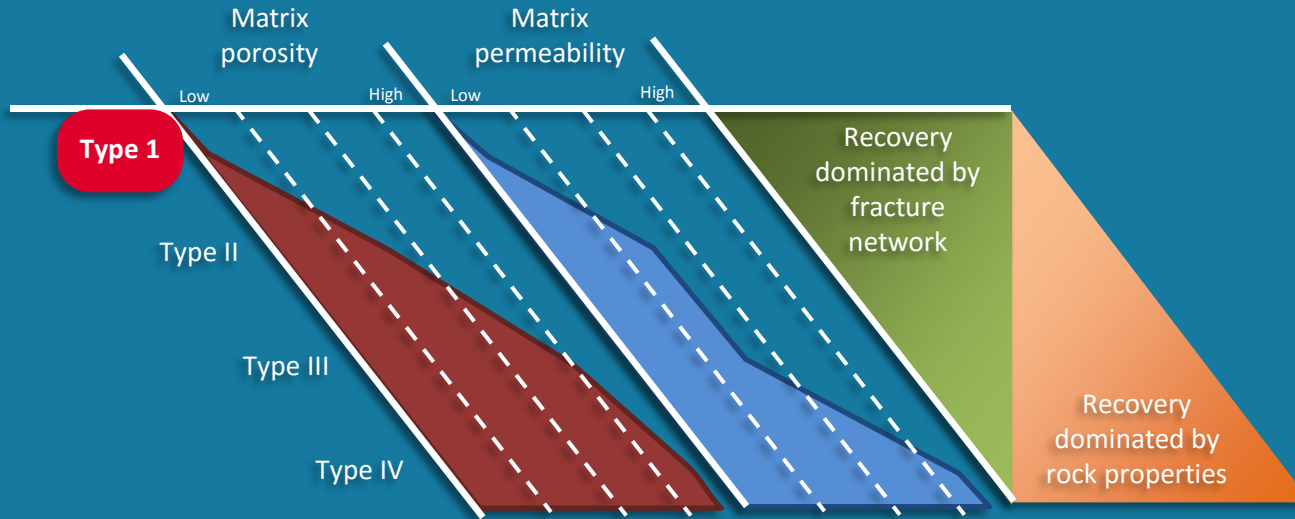 Matrix
porosity
Matrix
permeability
Low
High
Low
High
Type 1
Recovery
dominated by
fracture
network
Type II
Type III
Recovery
dominated by
rock properties
Type IV